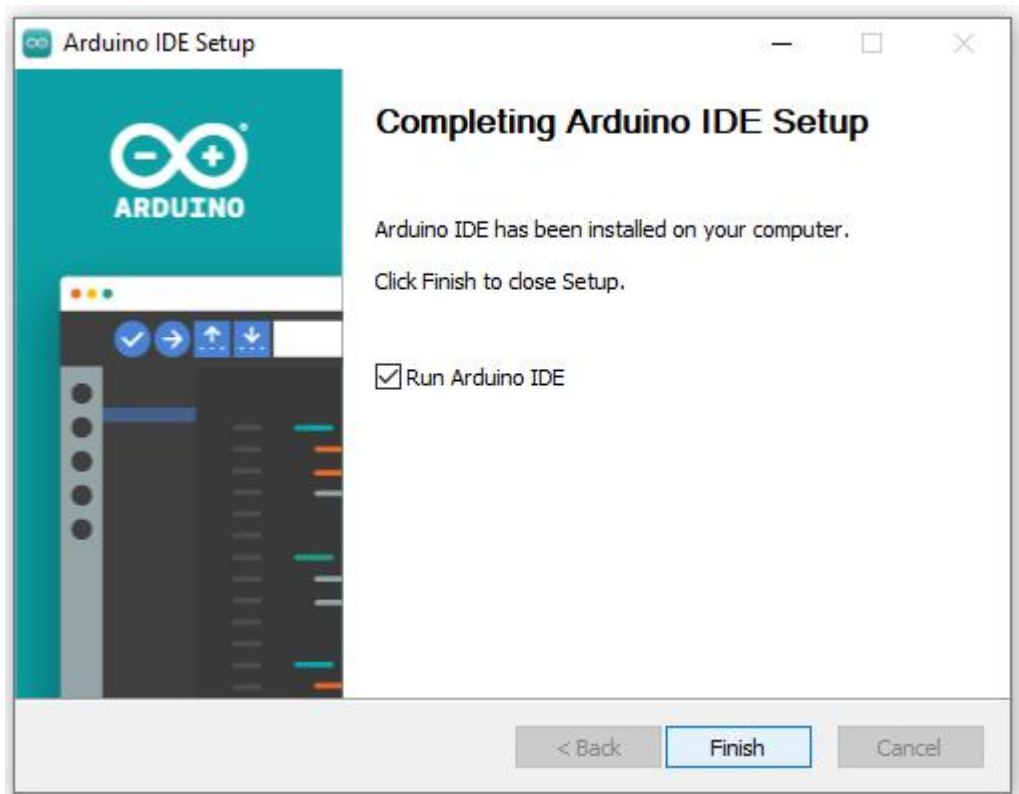 Arduino IDE Setup
ARDUINO
Completing Arduino IDE Setup
Arduino IDE has been installed on your computer.
Click Finish to close Setup.
Run Arduino IDE
< Back
Finish
Cancel